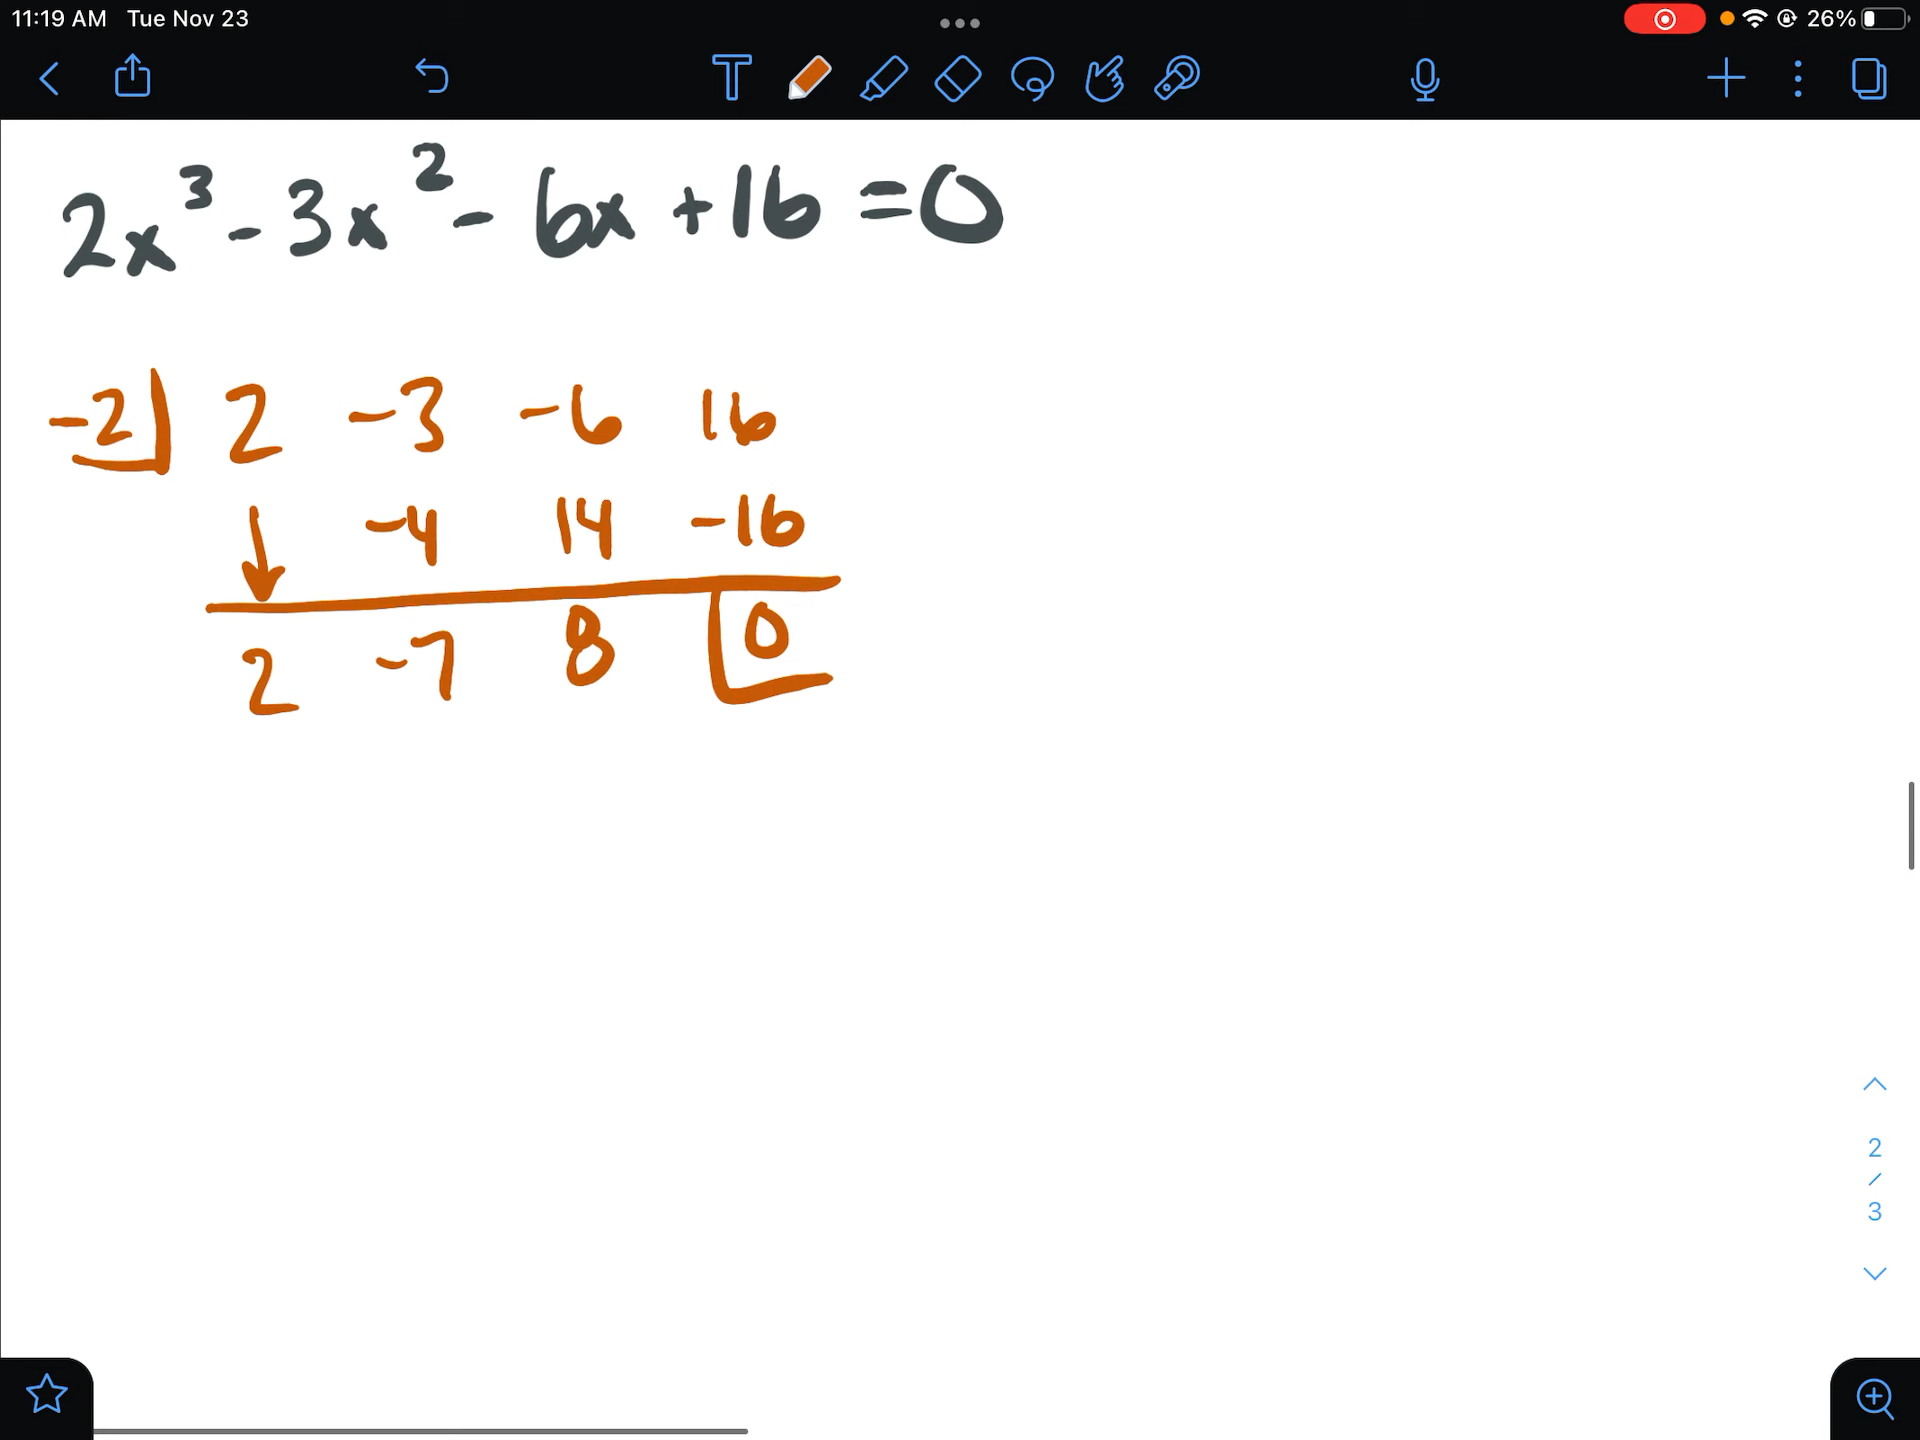 11:19 AM Tue Nov 23
26%
T
2x³ - 3x² - 6x + 16 = 0
-2 2 -3 -6 16
-4 14 -16
2 -7 8 0
2
/
3